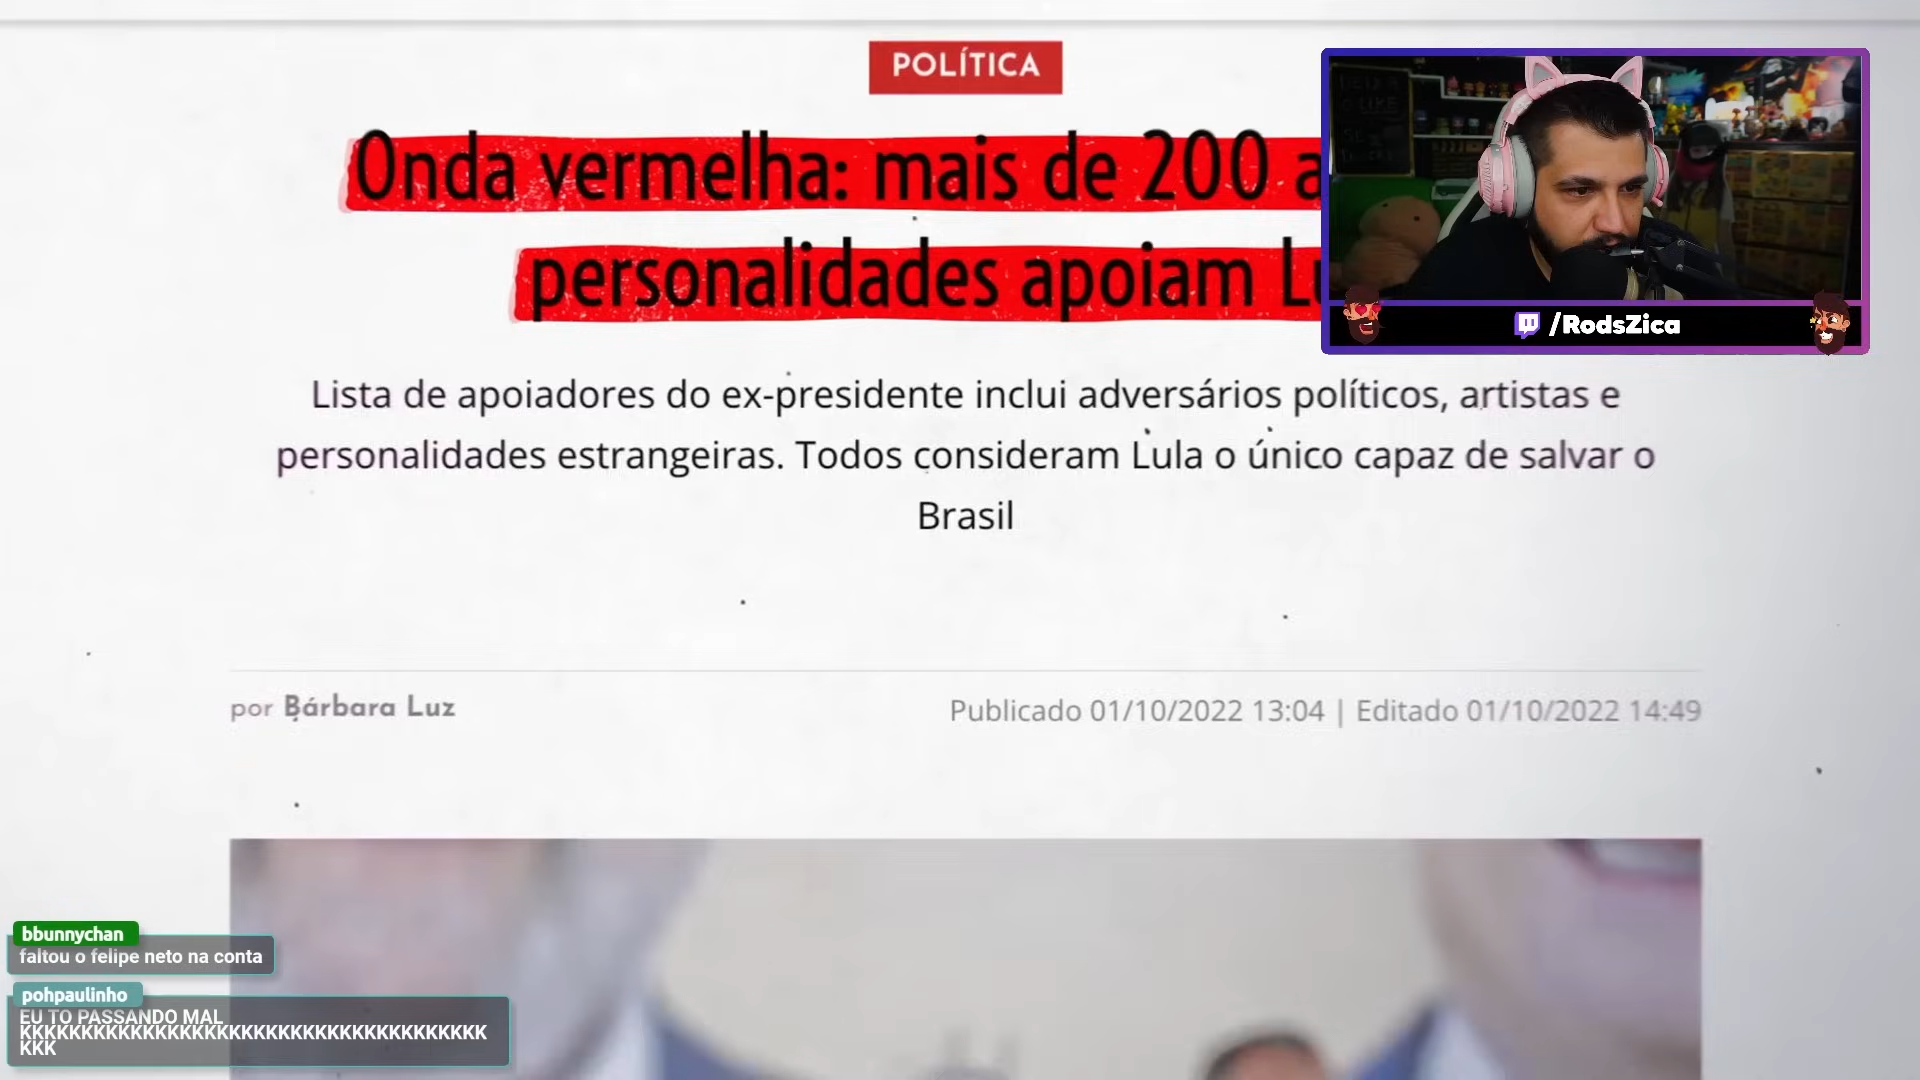 POLÍTICA
Onda vermelha: mais de 200 a
personalidades apoiam Lu
/RodsZica
Lista de apoiadores do ex-presidente inclui adversários políticos, artistas e
personalidades estrangeiras. Todos consideram Lula o único capaz de salvar o
Brasil
por Bárbara Luz
Publicado 01/10/2022 13:04 | Editado 01/10/2022 14:49
bbunnychan
faltou o felipe neto na conta
pohpaulinho
EU TO PASSANDO MAL
KKKKKKKKKKKKKKKKKKKKKKKKKKKKKKKKKKKKKK
KKK